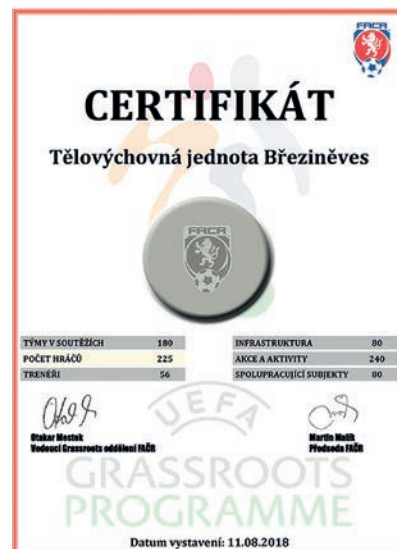 FAČR
CERTIFIKÁT
Tělovýchovná jednota Březiněves
FAČR
TÝMY V SOUTĚŽÍCH 180
POČET HRÁČŮ 225
TRENÉŘI 56
INFRASTRUKTURA 80
AKCE A AKTIVITY 240
SPOLUPRACUJÍCÍ SUBJEKTY 80
Otakar Mestek
Vedoucí Grassroots oddělení FAČR
Martin Malík
Předseda FAČR
UEFA
GRASSROOTS
PROGRAMME
Datum vystavení: 11.08.2018